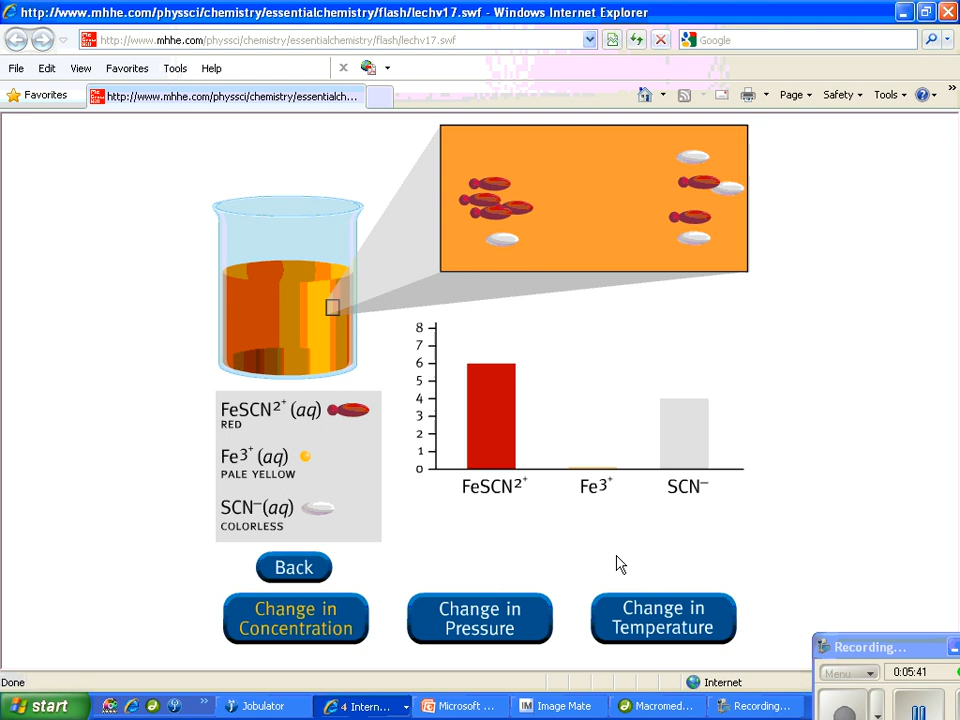 http://www.mhhe.com/physsci/chemistry/essentialchemistry/flash/lechv17.swf - Windows Internet Explorer
http://www.mhhe.com/physsci/chemistry/essentialchemistry/flash/lechv17.swf
Google
File Edit View Favorites Tools Help
Favorites
http://www.mhhe.com/physsci/chemistry/essentialch...
Page Safety Tools
8
7
6
5
4
3
2
1
0
FeSCN²⁺ Fe³⁺ SCN⁻
FeSCN²⁺ (aq)
RED
Fe³⁺ (aq)
PALE YELLOW
SCN⁻(aq)
COLORLESS
Back
Change in
Concentration
Change in
Pressure
Change in
Temperature
Recording...
Menu
0:05:41
Done
Internet
start
Jobulator
4 Intern...
Microsoft ...
Image Mate
Macromed...
Recording...